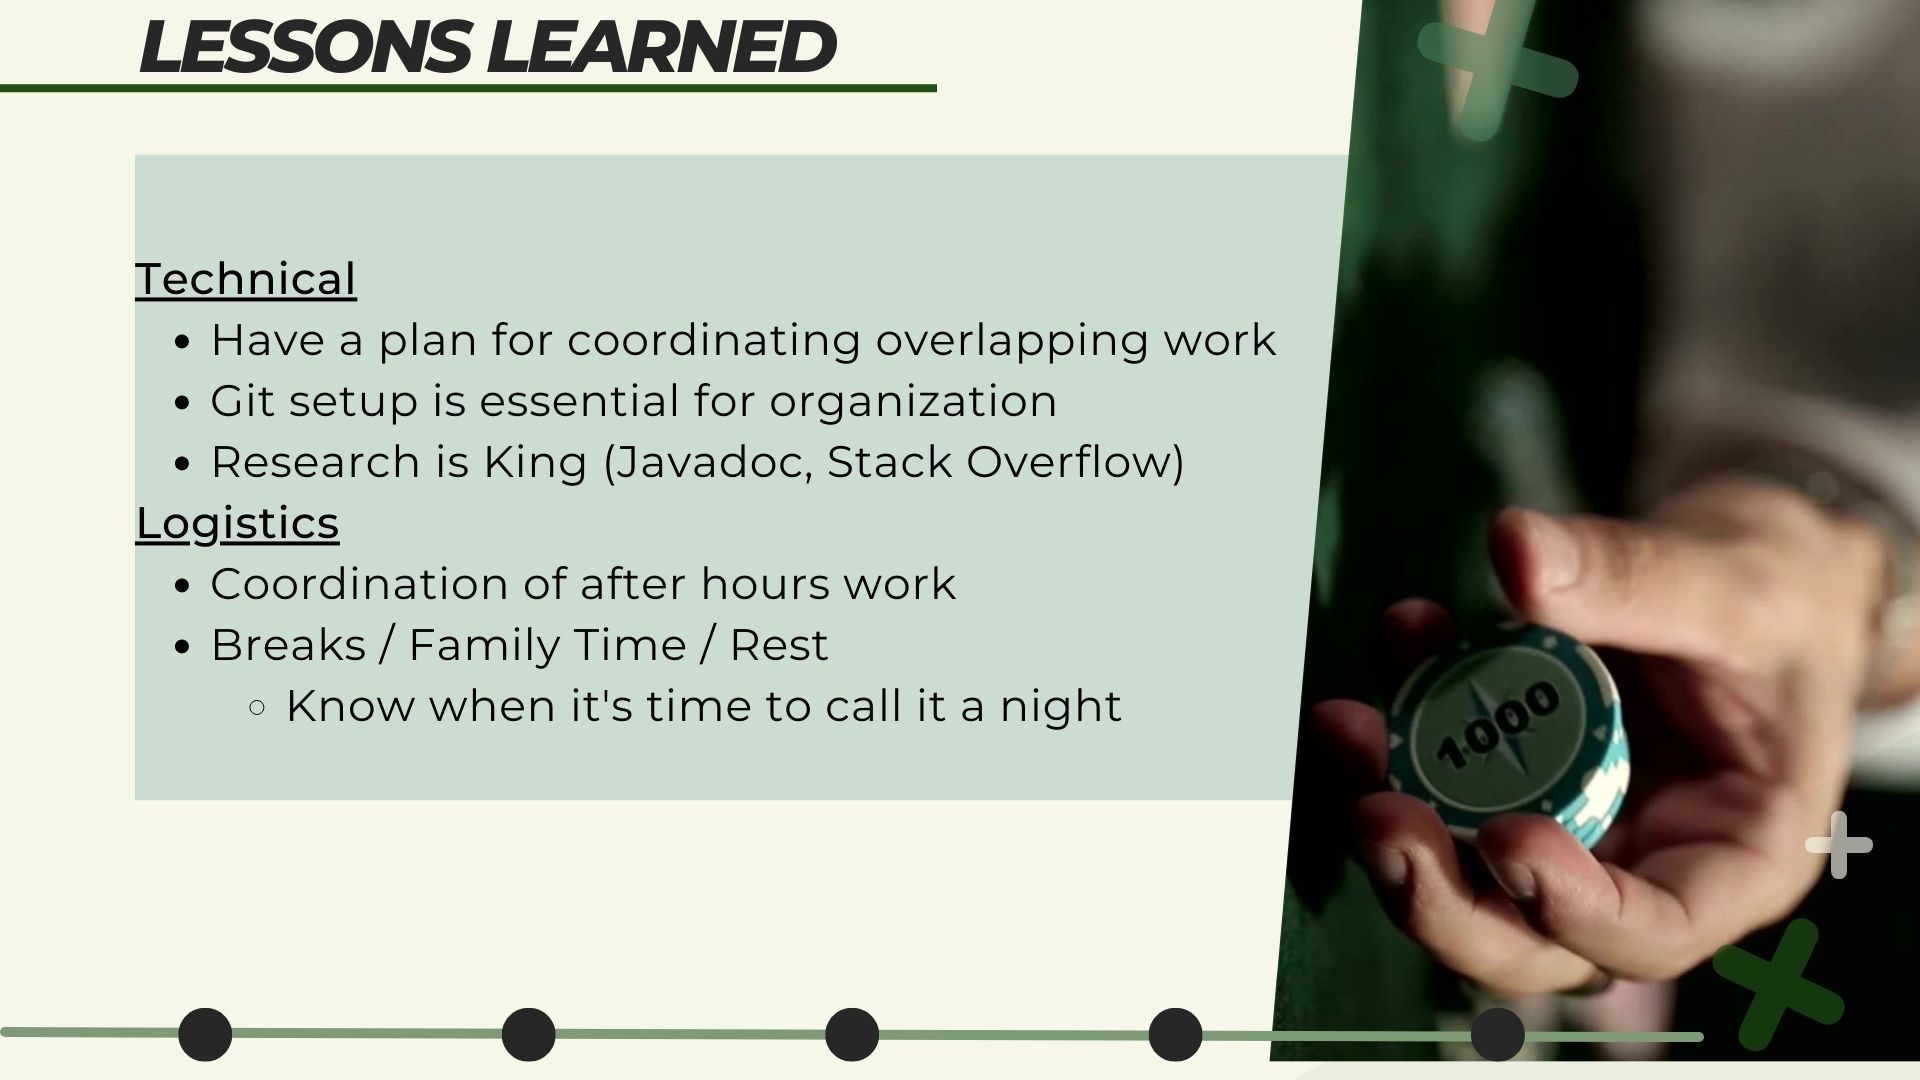 LESSONS LEARNED
Technical
Have a plan for coordinating overlapping work
Git setup is essential for organization
Research is King (Javadoc, Stack Overflow)
Logistics
Coordination of after hours work
Breaks / Family Time / Rest
Know when it's time to call it a night
1000